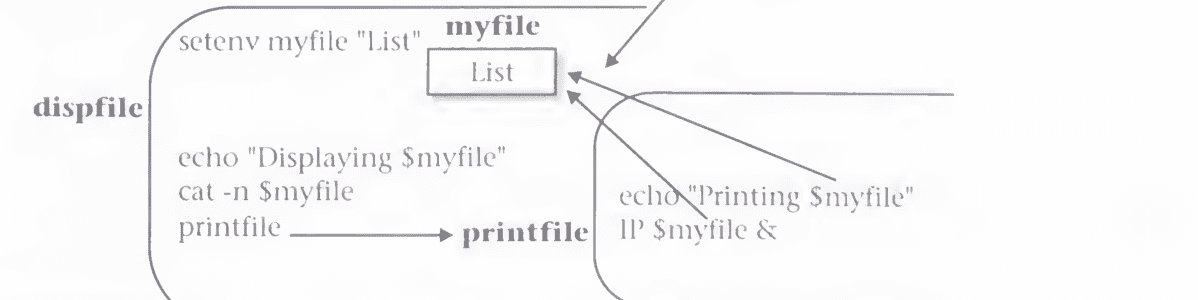 myfile
setenv myfile "List"
List
dispfile
echo "Displaying $myfile"
cat -n $myfile
printfile
printfile
echo "Printing $myfile"
lP $myfile &